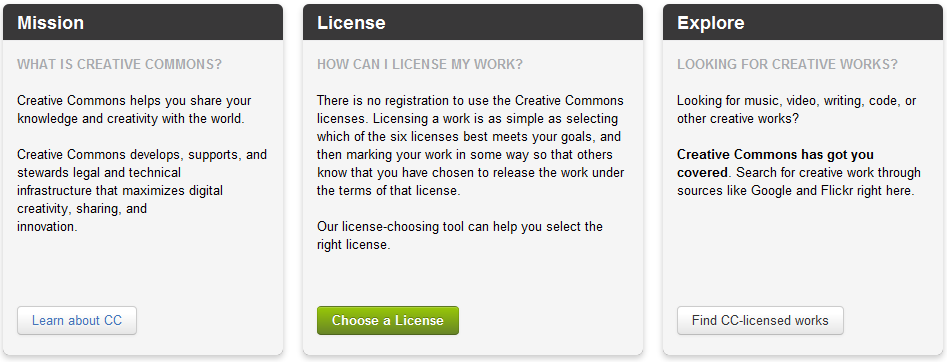 Mission
WHAT IS CREATIVE COMMONS?
Creative Commons helps you share your
knowledge and creativity with the world.
Creative Commons develops, supports, and
stewards legal and technical
infrastructure that maximizes digital
creativity, sharing, and
innovation.
Learn about CC
License
HOW CAN I LICENSE MY WORK?
There is no registration to use the Creative Commons
licenses. Licensing a work is as simple as selecting
which of the six licenses best meets your goals, and
then marking your work in some way so that others
know that you have chosen to release the work under
the terms of that license.
Our license-choosing tool can help you select the
right license.
Choose a License
Explore
LOOKING FOR CREATIVE WORKS?
Looking for music, video, writing, code, or
other creative works?
Creative Commons has got you
covered. Search for creative work through
sources like Google and Flickr right here.
Find CC-licensed works